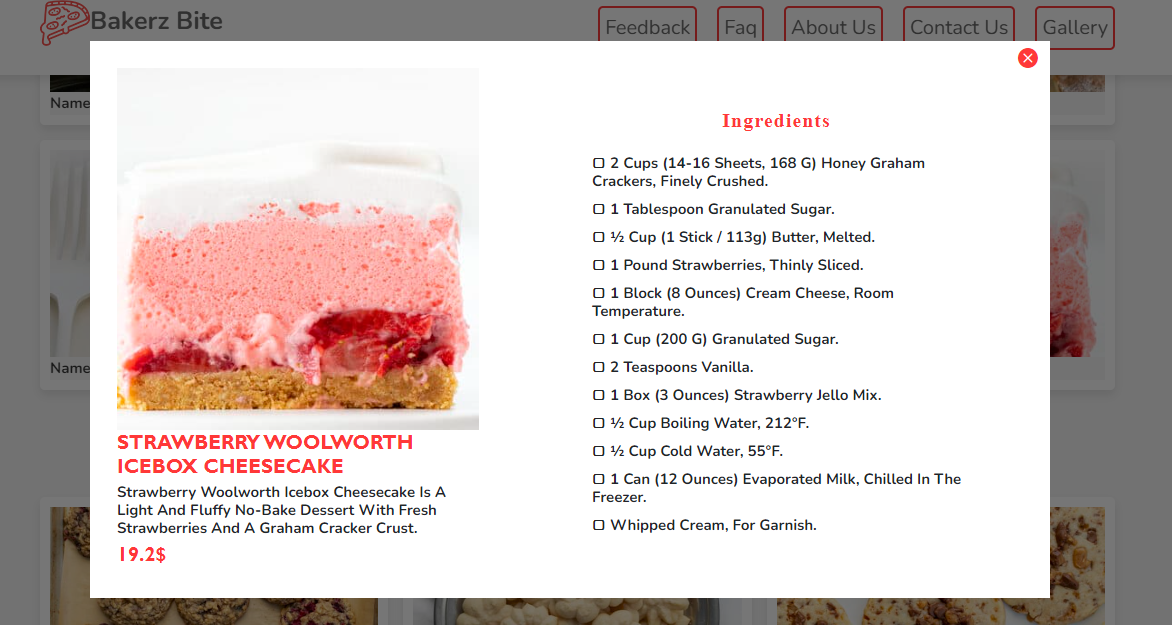 Bakerz Bite
Feedback
Faq
About Us
Contact Us
Gallery
Name
Name
STRAWBERRY WOOLWORTH
ICEBOX CHEESECAKE
Strawberry Woolworth Icebox Cheesecake Is A
Light And Fluffy No-Bake Dessert With Fresh
Strawberries And A Graham Cracker Crust.
19.2$
Ingredients
▢ 2 Cups (14-16 Sheets, 168 G) Honey Graham
Crackers, Finely Crushed.
▢ 1 Tablespoon Granulated Sugar.
▢ ½ Cup (1 Stick / 113g) Butter, Melted.
▢ 1 Pound Strawberries, Thinly Sliced.
▢ 1 Block (8 Ounces) Cream Cheese, Room
Temperature.
▢ 1 Cup (200 G) Granulated Sugar.
▢ 2 Teaspoons Vanilla.
▢ 1 Box (3 Ounces) Strawberry Jello Mix.
▢ ½ Cup Boiling Water, 212°F.
▢ ½ Cup Cold Water, 55°F.
▢ 1 Can (12 Ounces) Evaporated Milk, Chilled In The
Freezer.
▢ Whipped Cream, For Garnish.